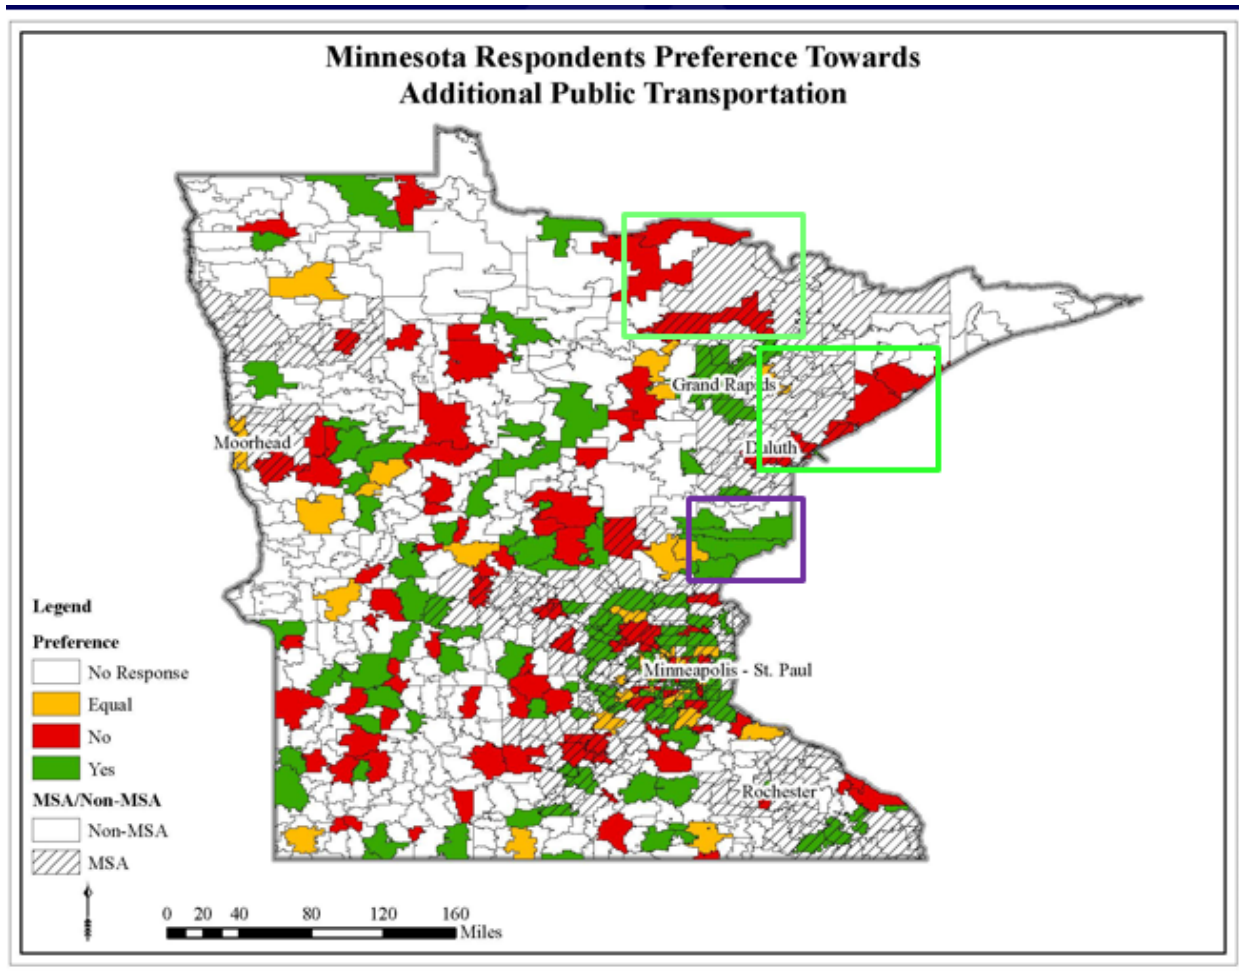 Minnesota Respondents Preference Towards
Additional Public Transportation
Grand Rapids
Moorhead
Duluth
Minneapolis - St. Paul
Rochester
Legend
Preference
No Response
Equal
No
Yes
MSA/Non-MSA
Non-MSA
MSA
0 20 40 80 120 160
Miles